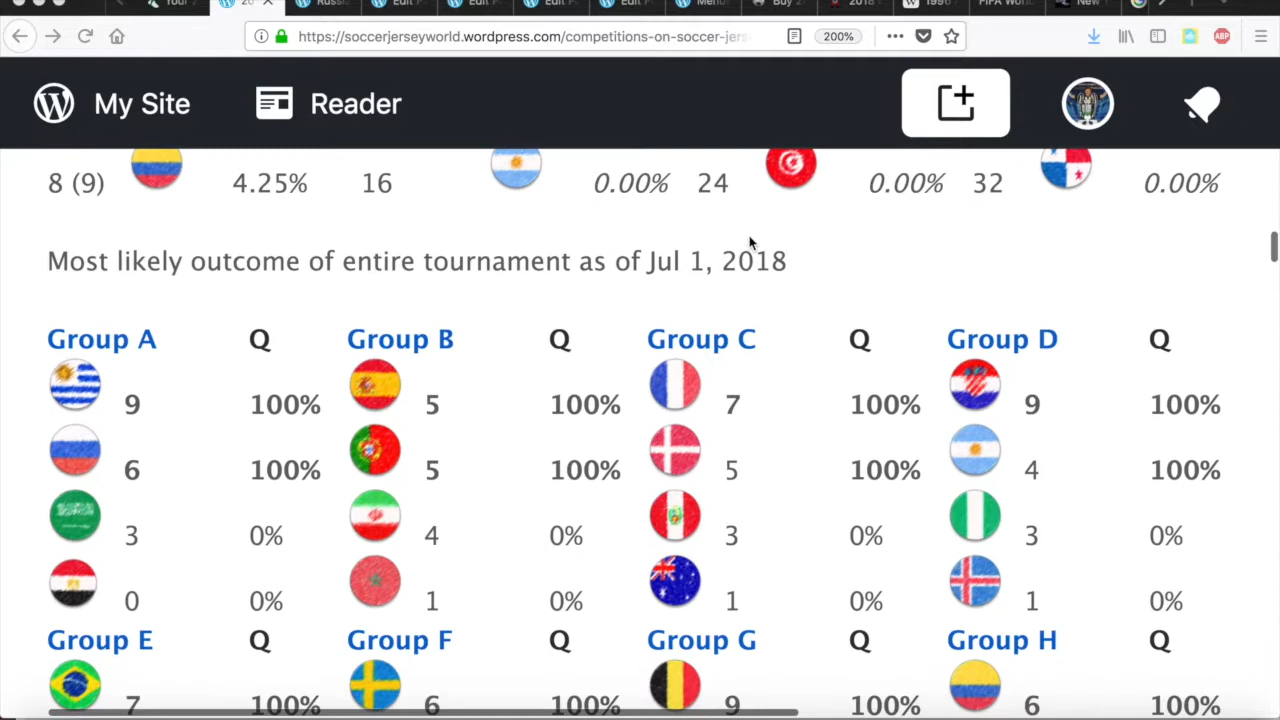 https://soccerjerseyworld.wordpress.com/competitions-on-soccer-jers
200%
ABP
My Site
Reader
8 (9) 4.25% 16 0.00% 24 0.00% 32 0.00%
Most likely outcome of entire tournament as of Jul 1, 2018
Group A Q Group B Q Group C Q Group D Q
9 100% 5 100% 7 100% 9 100%
6 100% 5 100% 5 100% 4 100%
3 0% 4 0% 3 0% 3 0%
0 0% 1 0% 1 0% 1 0%
Group E Q Group F Q Group G Q Group H Q
7 100% 6 100% 9 100% 6 100%